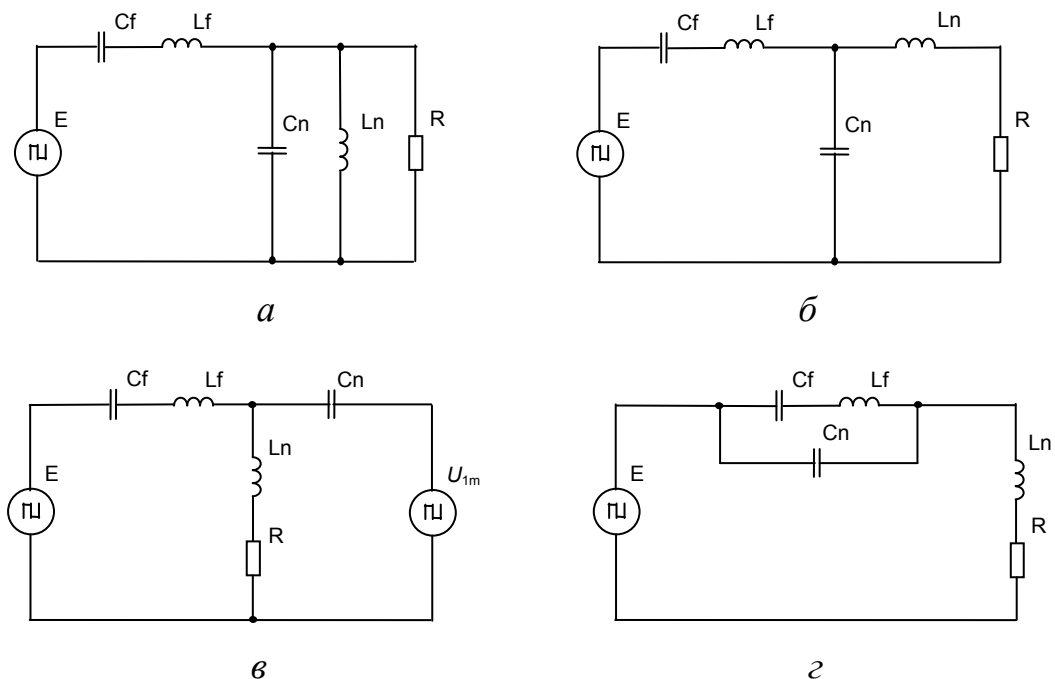 Cf Lf
E Cn Ln R
а
Cf Lf Ln
E Cn R
б
Cf Lf Cn
E Ln U1m
R
в
Cf Lf
Cn Ln
E R
г